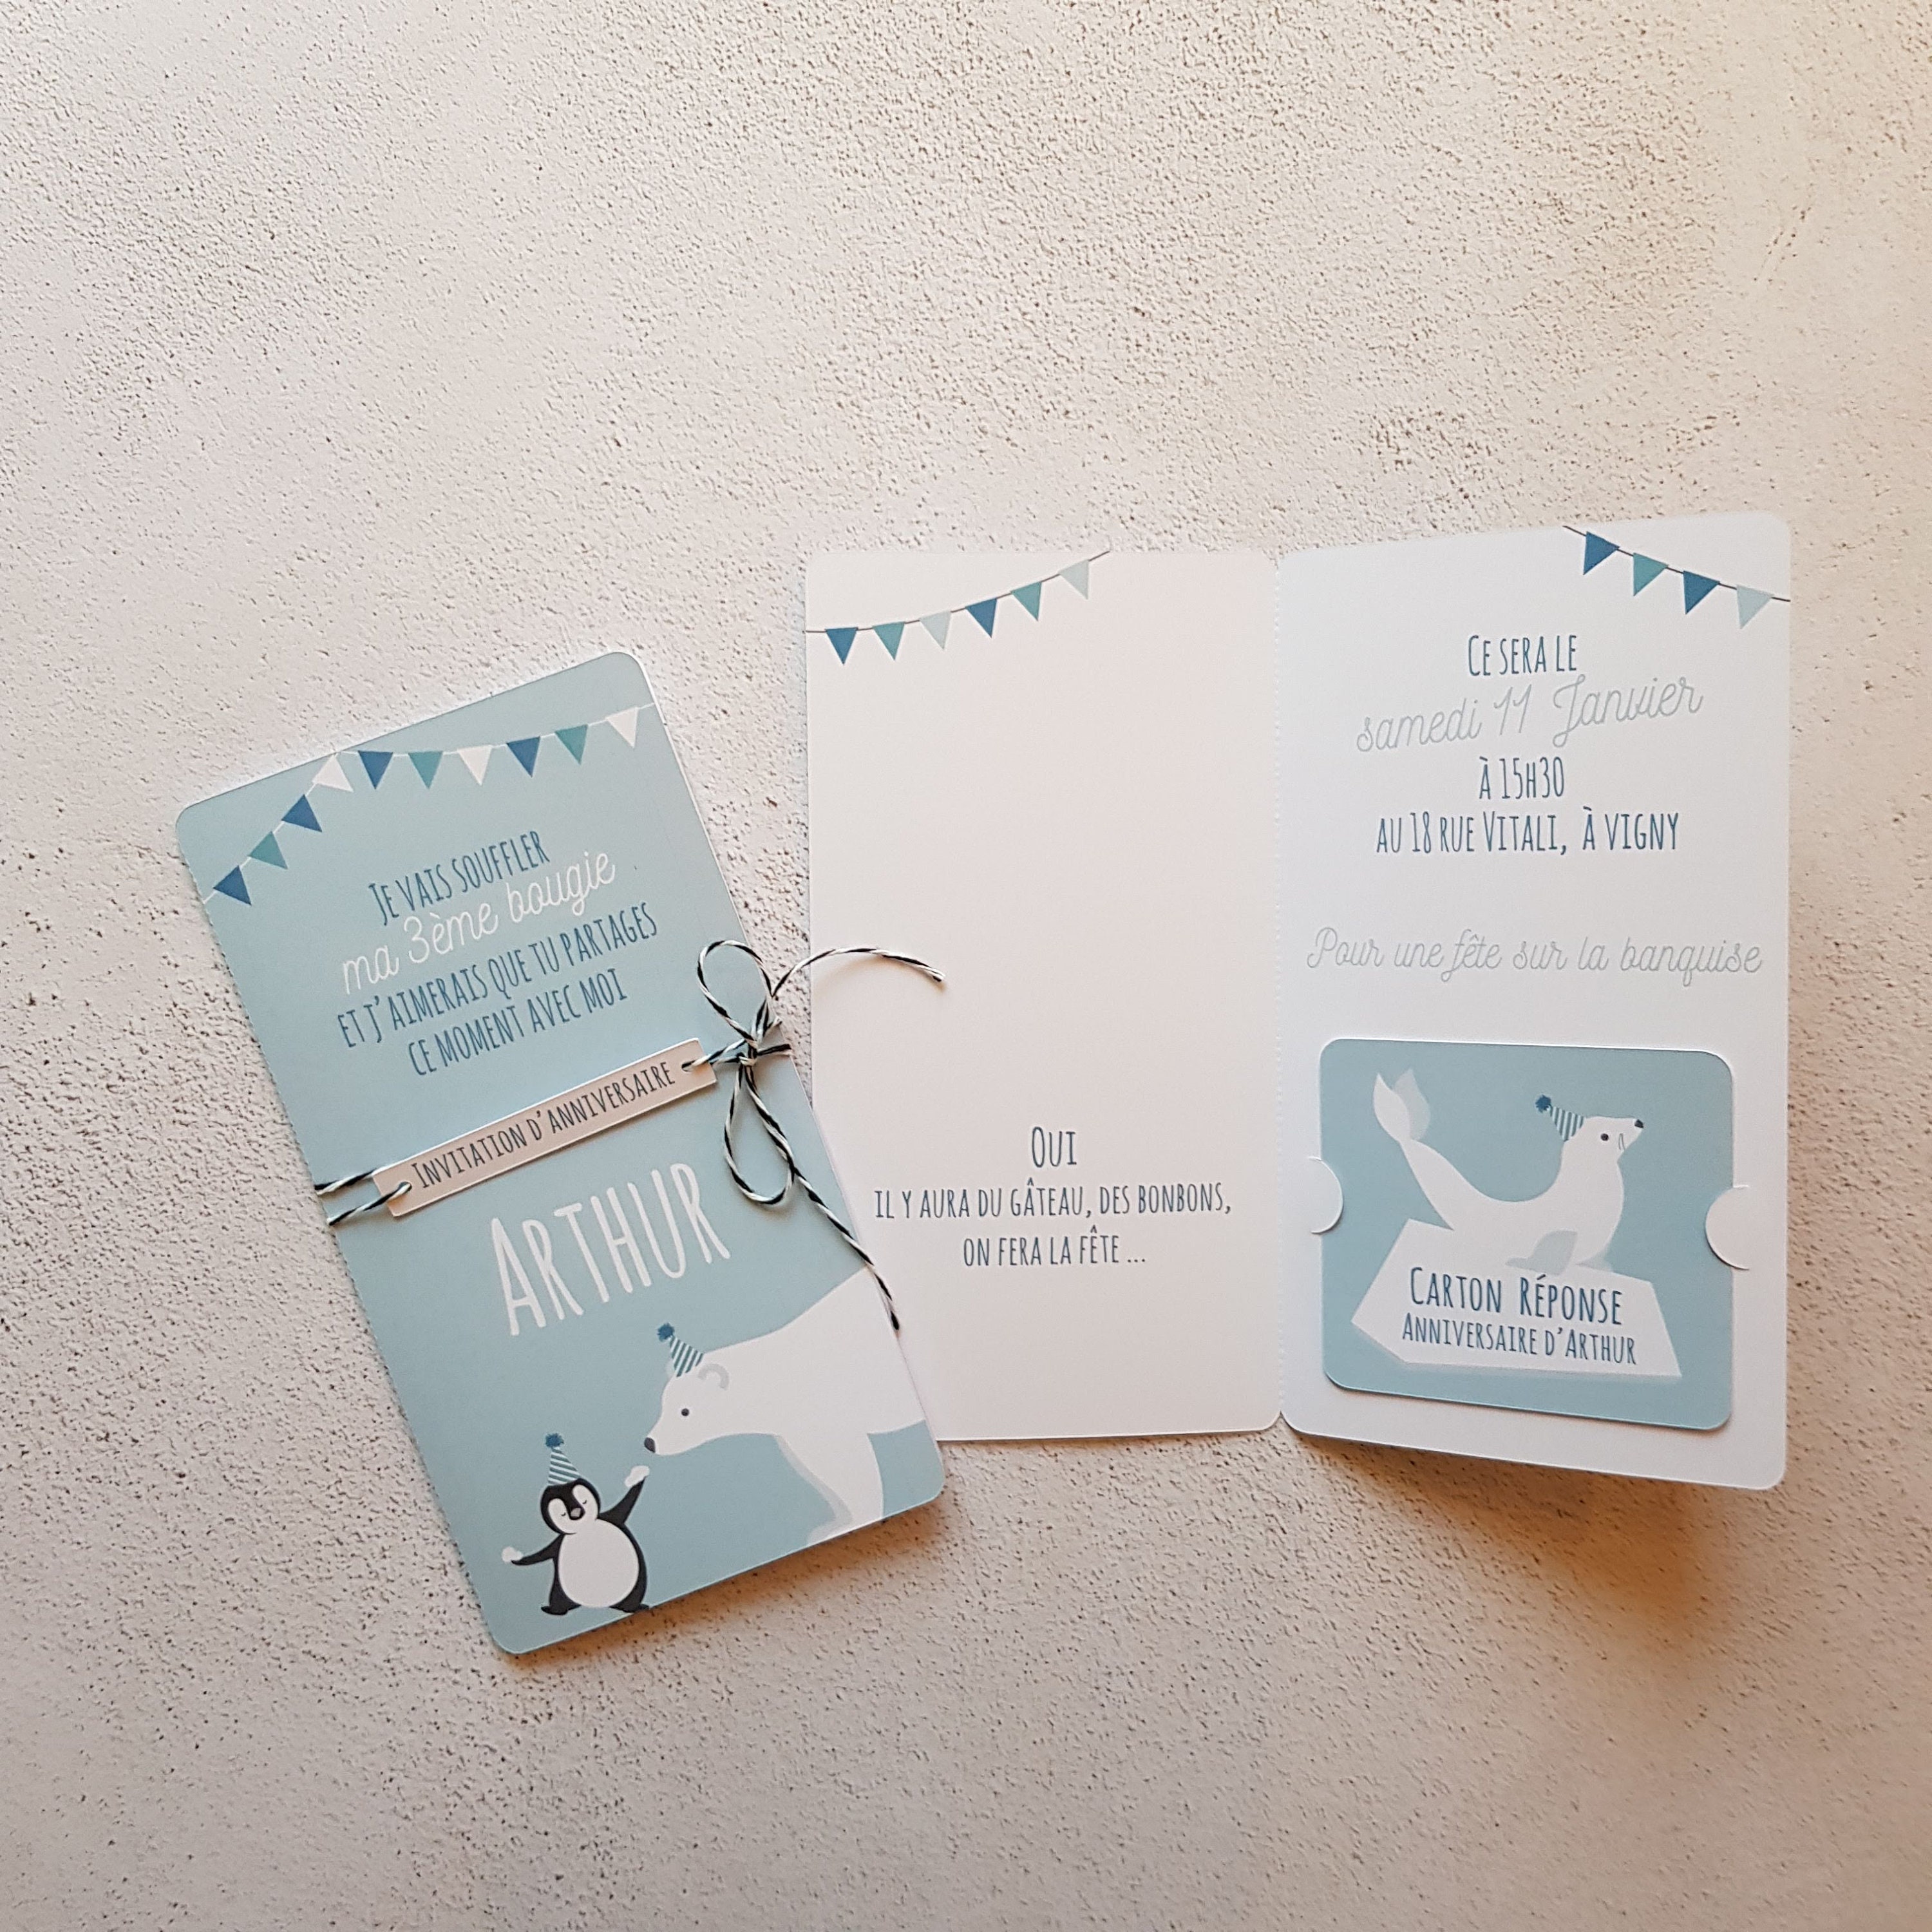 Je vais souffler
ma 3ème bougie
et j'aimerais que tu partages
ce moment avec moi
Invitation d'anniversaire
Arthur
Oui
il y aura du gâteau, des bonbons,
on fera la fête ...
Ce sera le
samedi 11 Janvier
à 15h30
au 18 rue Vitali, à Vigny
Pour une fête sur la banquise
Carton Réponse
Anniversaire d'Arthur